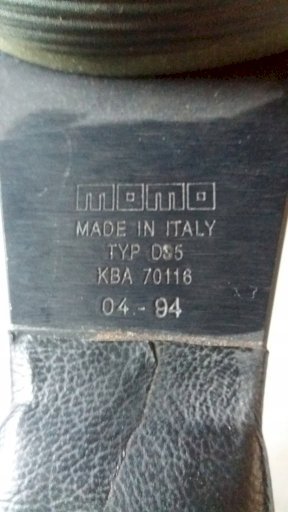 momo
MADE IN ITALY
TYP D35
KBA 70116
04 - 94